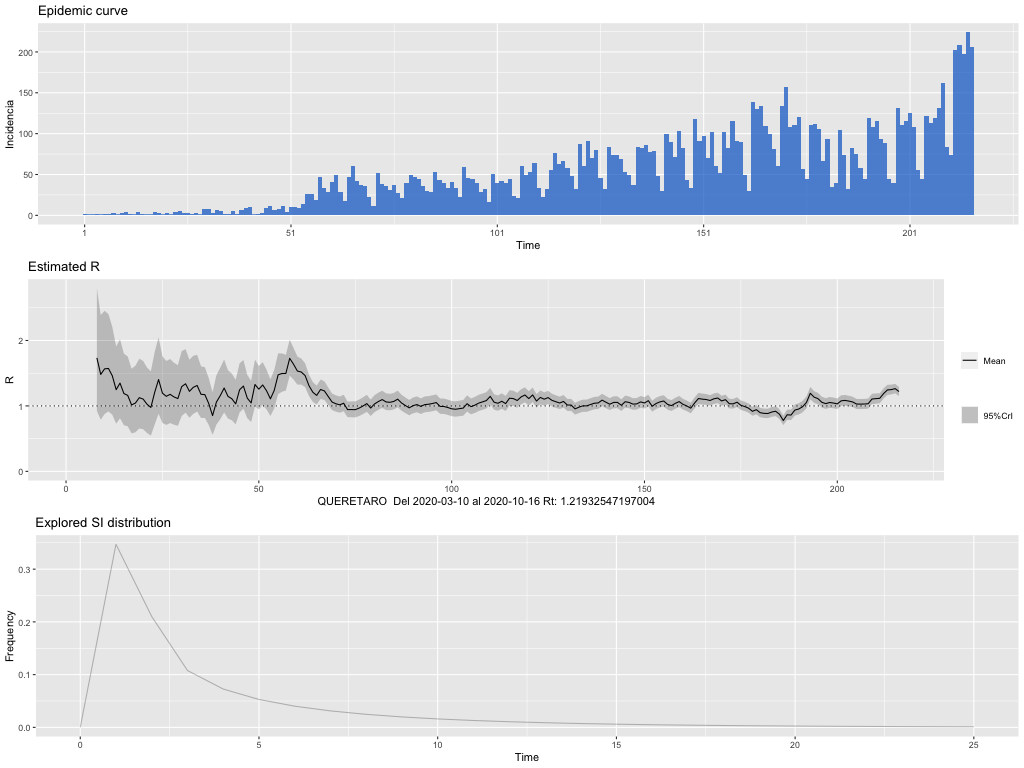 Epidemic curve
200
150
100
50
0
Incidencia
1 51 101 151 201
Time
Estimated R
2
1
0
R
Mean
95%CrI
0 50 100 150 200
QUERETARO Del 2020-03-10 al 2020-10-16 Rt: 1.21932547197004
Explored SI distribution
0.3
0.2
0.1
0.0
Frequency
0 5 10 15 20 25
Time